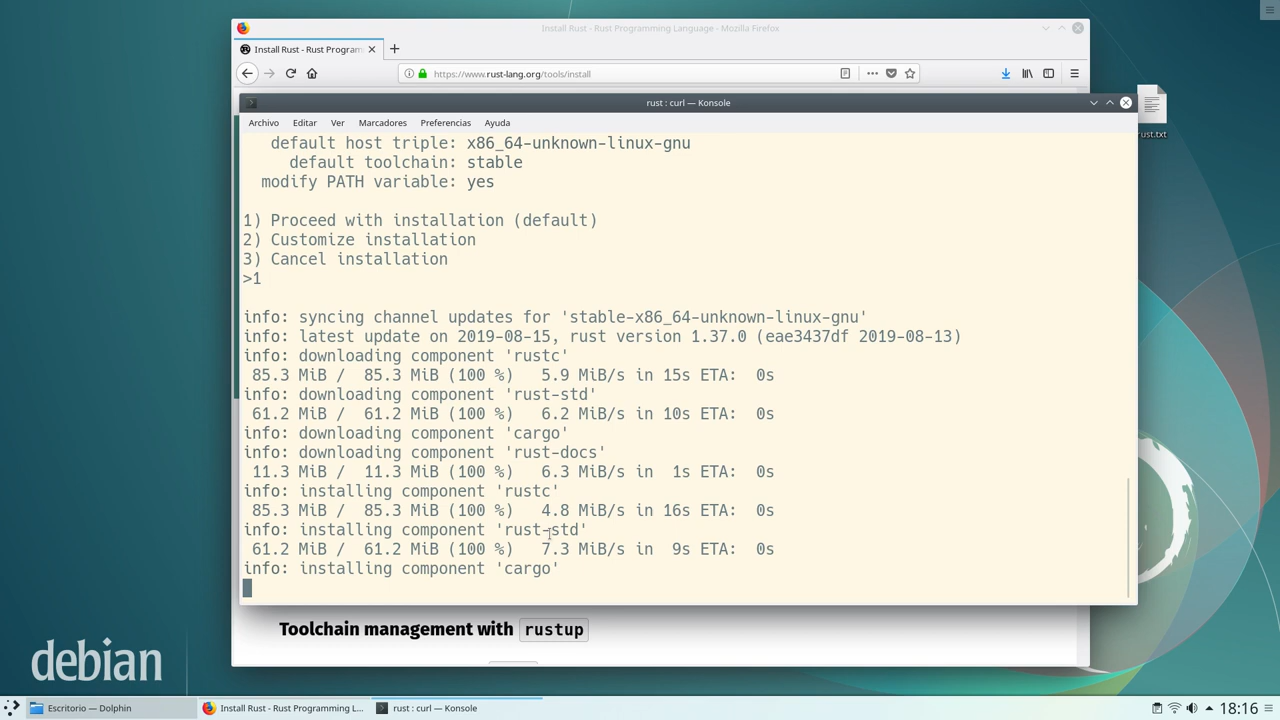 Install Rust - Rust Programming Language - Mozilla Firefox
Install Rust - Rust Program
https://www.rust-lang.org/tools/install
rust : curl — Konsole
Archivo Editar Ver Marcadores Preferencias Ayuda
rust.txt
default host triple: x86_64-unknown-linux-gnu
default toolchain: stable
modify PATH variable: yes
1) Proceed with installation (default)
2) Customize installation
3) Cancel installation
>1
info: syncing channel updates for 'stable-x86_64-unknown-linux-gnu'
info: latest update on 2019-08-15, rust version 1.37.0 (eae3437df 2019-08-13)
info: downloading component 'rustc'
85.3 MiB / 85.3 MiB (100 %) 5.9 MiB/s in 15s ETA: 0s
info: downloading component 'rust-std'
61.2 MiB / 61.2 MiB (100 %) 6.2 MiB/s in 10s ETA: 0s
info: downloading component 'cargo'
info: downloading component 'rust-docs'
11.3 MiB / 11.3 MiB (100 %) 6.3 MiB/s in 1s ETA: 0s
info: installing component 'rustc'
85.3 MiB / 85.3 MiB (100 %) 4.8 MiB/s in 16s ETA: 0s
info: installing component 'rust-std'
61.2 MiB / 61.2 MiB (100 %) 7.3 MiB/s in 9s ETA: 0s
info: installing component 'cargo'
Toolchain management with rustup
debian
Escritorio — Dolphin
Install Rust - Rust Programming L...
rust : curl — Konsole
18:16